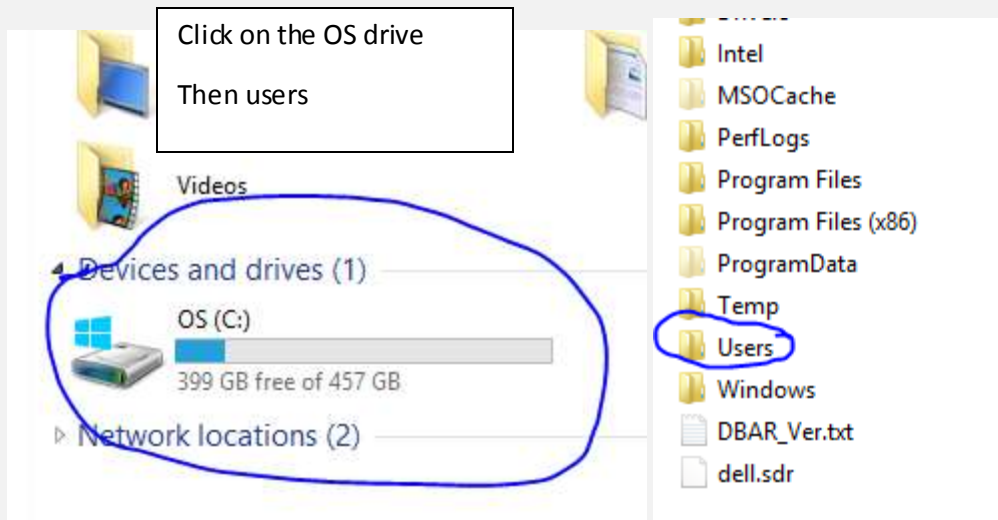 Click on the OS drive
Then users
Videos
Devices and drives (1)
OS (C:)
399 GB free of 457 GB
Network locations (2)
Intel
MSOCache
PerfLogs
Program Files
Program Files (x86)
ProgramData
Temp
Users
Windows
DBAR_Ver.txt
dell.sdr